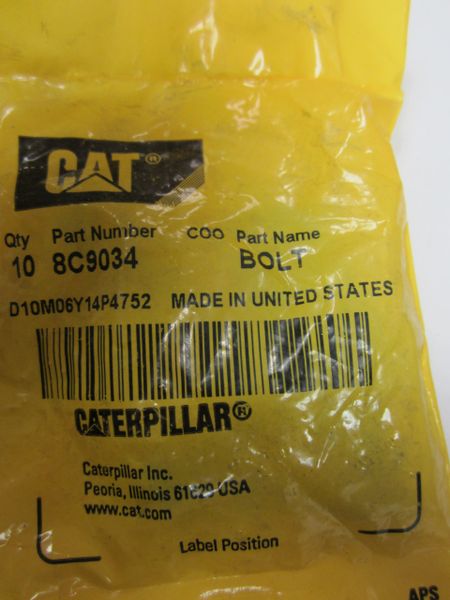 CAT®
Qty Part Number COO Part Name
10 8C9034 BOLT
D10M06Y14P4752 MADE IN UNITED STATES
CATERPILLAR®
Caterpillar Inc.
Peoria, Illinois 61629 USA
www.cat.com
Label Position
APS